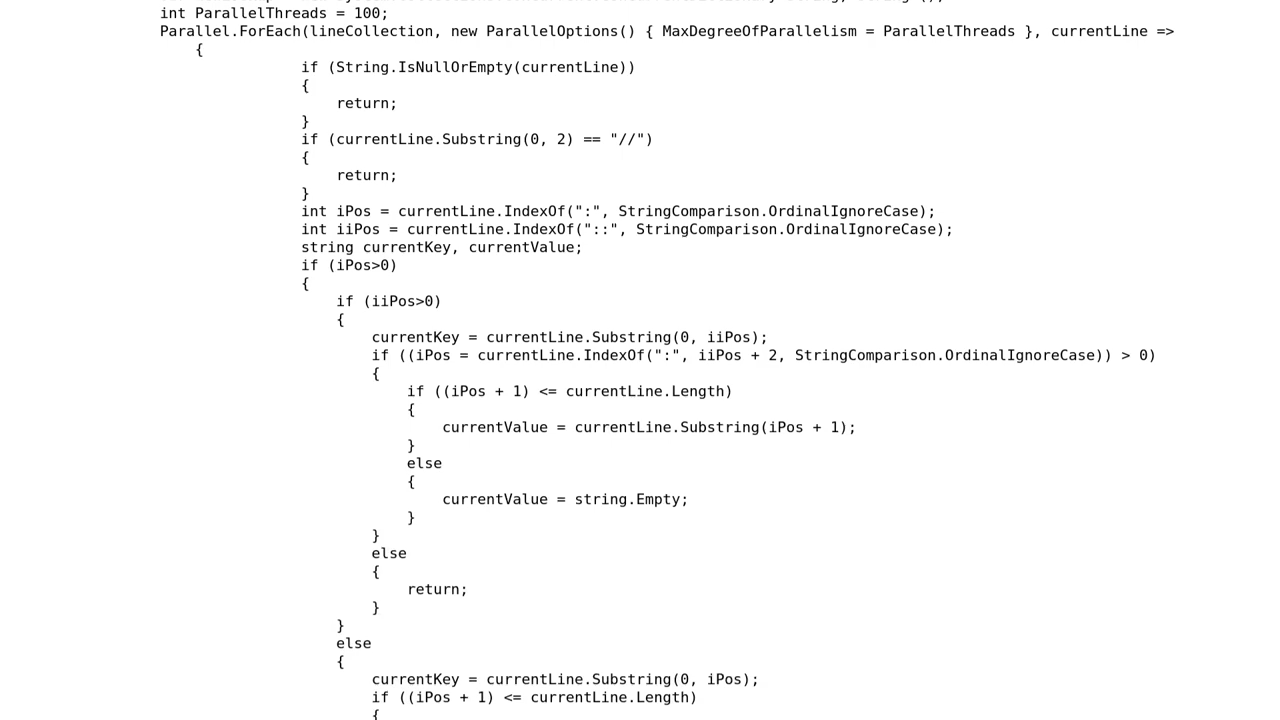 int ParallelThreads = 100;
Parallel.ForEach(lineCollection, new ParallelOptions() { MaxDegreeOfParallelism = ParallelThreads }, currentLine =>
{
if (String.IsNullOrEmpty(currentLine))
{
return;
}
if (currentLine.Substring(0, 2) == "//")
{
return;
}
int iPos = currentLine.IndexOf(":", StringComparison.OrdinalIgnoreCase);
int iiPos = currentLine.IndexOf("::", StringComparison.OrdinalIgnoreCase);
string currentKey, currentValue;
if (iPos>0)
{
if (iiPos>0)
{
currentKey = currentLine.Substring(0, iiPos);
if ((iPos = currentLine.IndexOf(":", iiPos + 2, StringComparison.OrdinalIgnoreCase)) > 0)
{
if ((iPos + 1) <= currentLine.Length)
{
currentValue = currentLine.Substring(iPos + 1);
}
else
{
currentValue = string.Empty;
}
}
else
{
return;
}
}
else
{
currentKey = currentLine.Substring(0, iPos);
if ((iPos + 1) <= currentLine.Length)
{